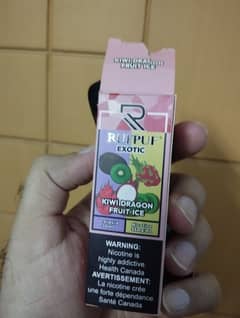 KIWI DRAGON
FRUIT ICE
R
RUFPUF
EXOTIC
KIWI DRAGON
FRUIT ICE
WARNING:
Nicotine is
highly addictive
Health Canada
AVERTISSEMENT:
La nicotine crée
une forte dépendance
Santé Canada